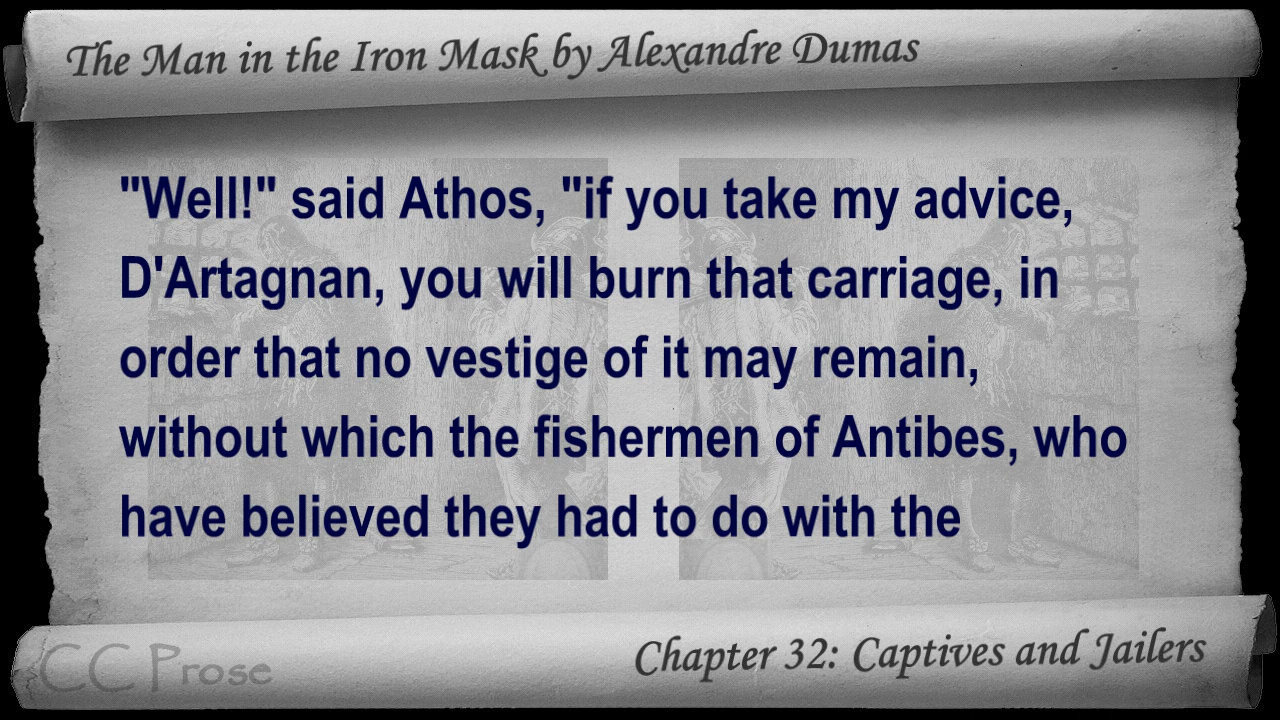 The Man in the Iron Mask by Alexandre Dumas
"Well!" said Athos, "if you take my advice,
D'Artagnan, you will burn that carriage, in
order that no vestige of it may remain,
without which the fishermen of Antibes, who
have believed they had to do with the
CC Prose
Chapter 32: Captives and Jailers